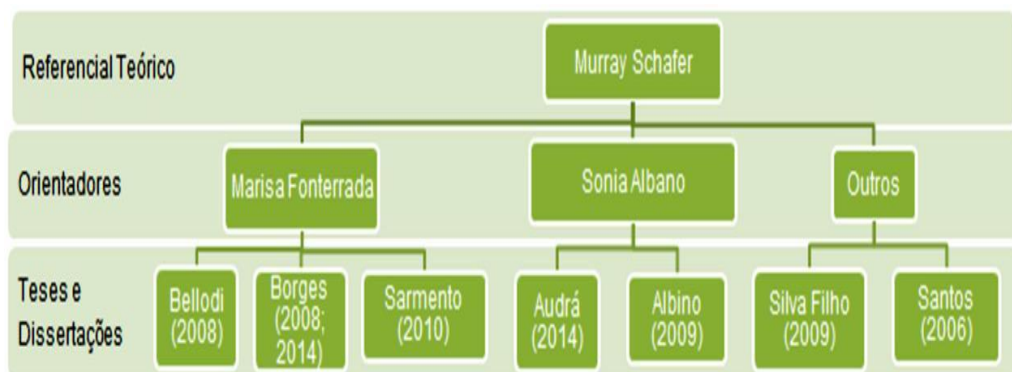 Referencial Teórico
Murray Schafer
Orientadores
Marisa Fonterrada
Sonia Albano
Outros
Teses e
Dissertações
Bellodi
(2008)
Borges
(2008;
2014)
Sarmento
(2010)
Audrá
(2014)
Albino
(2009)
Silva Filho
(2009)
Santos
(2006)